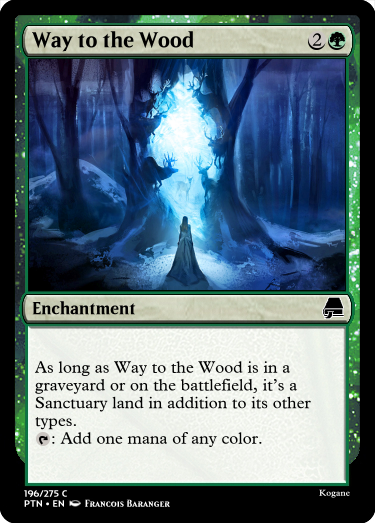 Way to the Wood 2
Enchantment
As long as Way to the Wood is in a
graveyard or on the battlefield, it's a
Sanctuary land in addition to its other
types.
: Add one mana of any color.
196/275 C Kogane
PTN • EN Francois Baranger